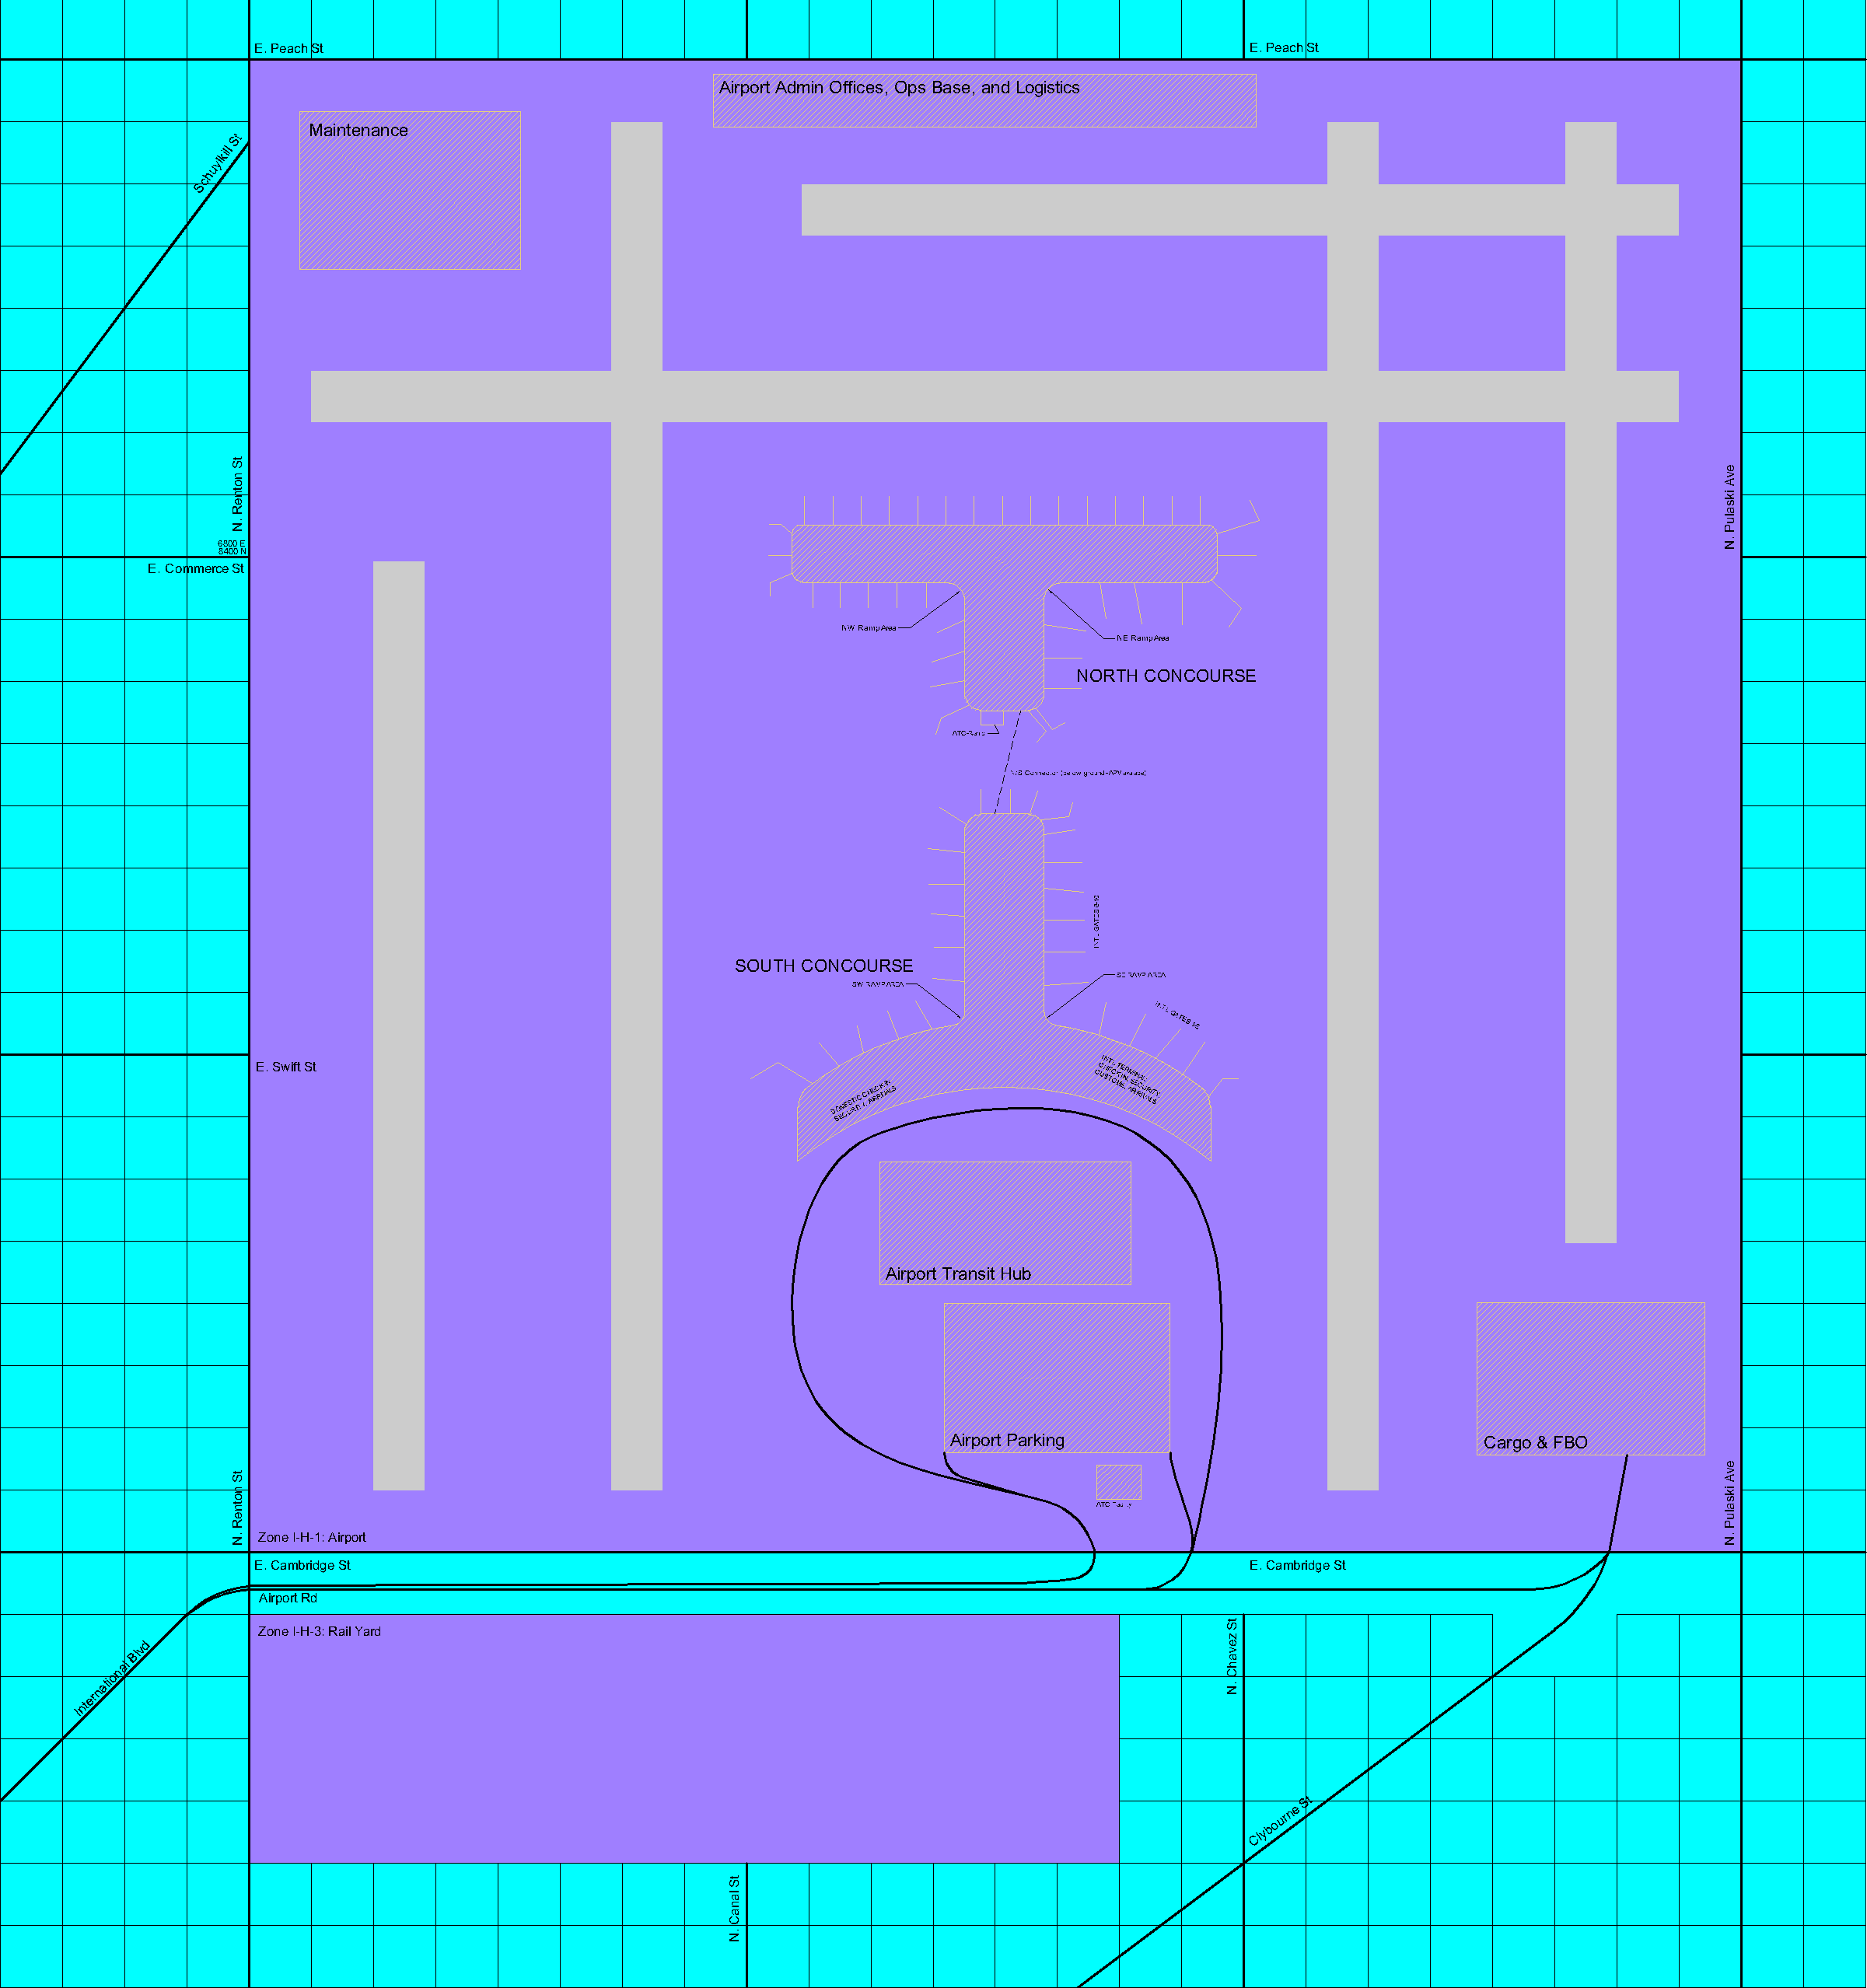 E. Peach St
E. Peach St
Airport Admin Offices, Ops Base, and Logistics
Maintenance
Schuylkill St
N. Renton St
N. Pulaski Ave
6800 E
8400 N
E. Commerce St
NW Ramp Area
NE Ramp Area
NORTH CONCOURSE
ATC-Ramp
N/S Connector (below ground
INT'L GATES
SOUTH CONCOURSE
SW RAMP AREA
SE RAMP AREA
INT'L GATES
E. Swift St
DOMESTIC CHECK IN
SECURITY, ARRIVALS
INT'L TERMINAL
CHECK IN, SECURITY,
CUSTOMS, ARRIVALS
Airport Transit Hub
Airport Parking
Cargo & FBO
ATC Facility
N. Renton St
N. Pulaski Ave
Zone I-H-1: Airport
E. Cambridge St
E. Cambridge St
Airport Rd
Zone I-H-3: Rail Yard
International Blvd
N. Chavez St
Clybourne St
N. Canal St